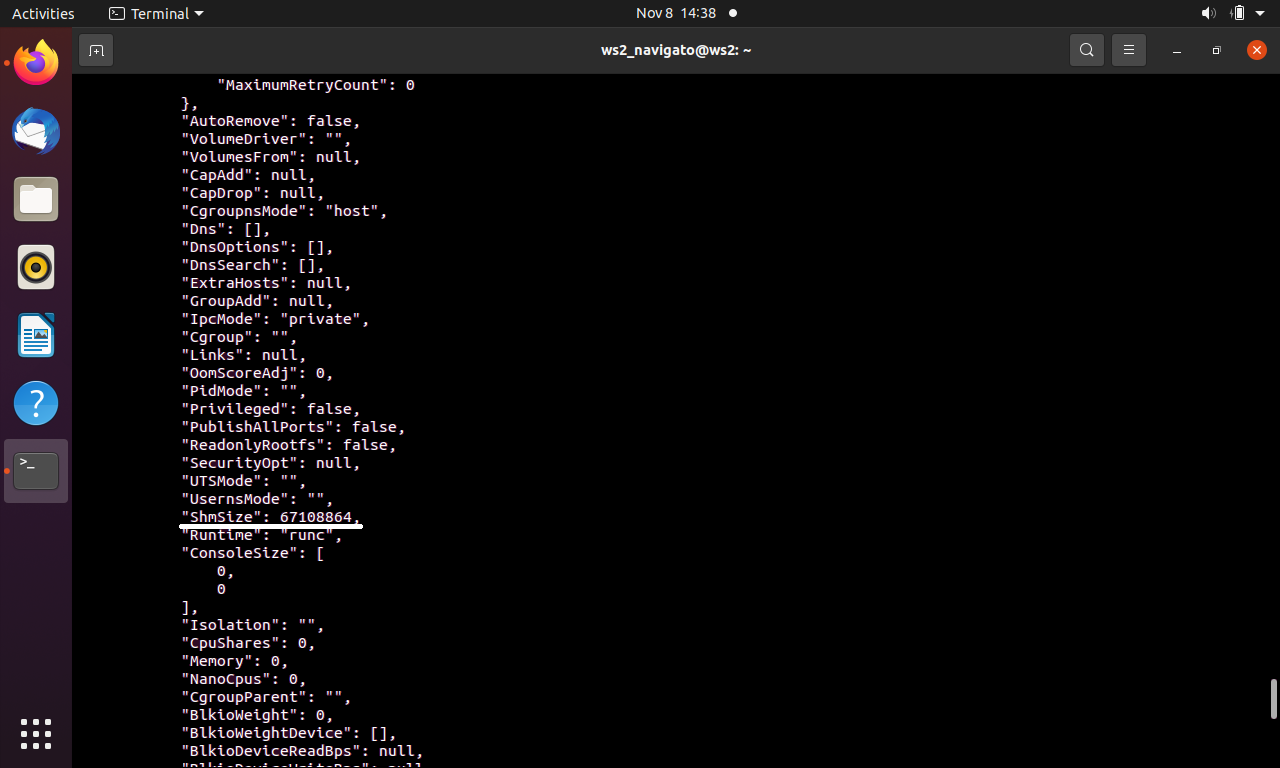 Activities Terminal Nov 8 14:38
ws2_navigato@ws2: ~
"MaximumRetryCount": 0
},
"AutoRemove": false,
"VolumeDriver": "",
"VolumesFrom": null,
"CapAdd": null,
"CapDrop": null,
"CgroupnsMode": "host",
"Dns": [],
"DnsOptions": [],
"DnsSearch": [],
"ExtraHosts": null,
"GroupAdd": null,
"IpcMode": "private",
"Cgroup": "",
"Links": null,
"OomScoreAdj": 0,
"PidMode": "",
"Privileged": false,
"PublishAllPorts": false,
"ReadonlyRootfs": false,
"SecurityOpt": null,
"UTSMode": "",
"UsernsMode": "",
"ShmSize": 67108864,
"Runtime": "runc",
"ConsoleSize": [
0,
0
],
"Isolation": "",
"CpuShares": 0,
"Memory": 0,
"NanoCpus": 0,
"CgroupParent": "",
"BlkioWeight": 0,
"BlkioWeightDevice": [],
"BlkioDeviceReadBps": null,